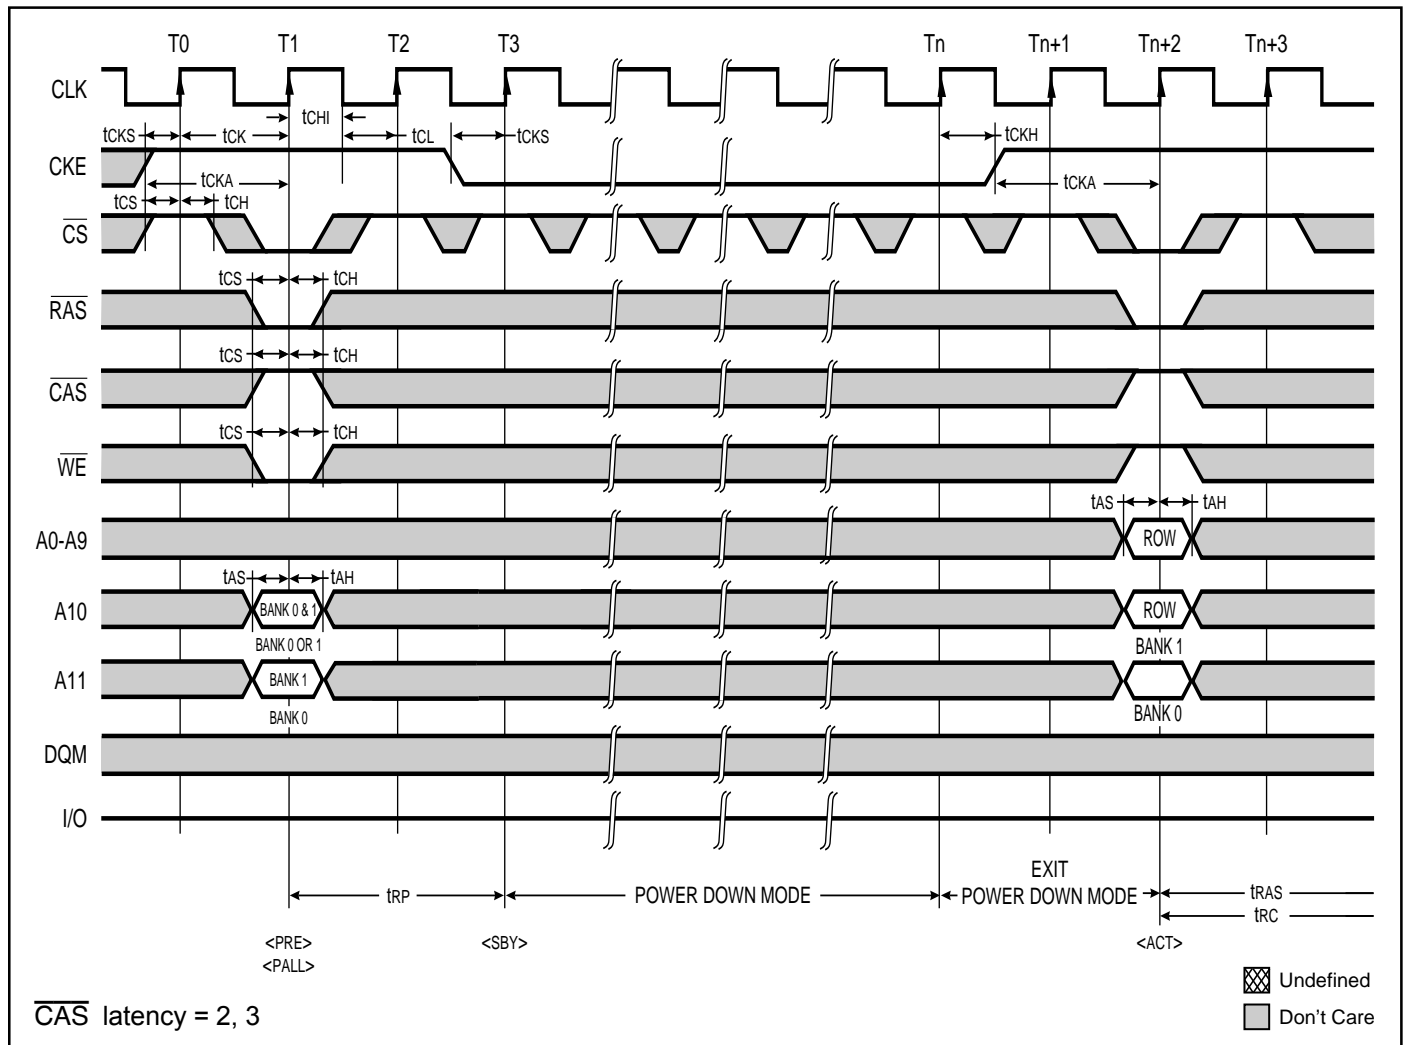 T0 T1 T2 T3 Tn Tn+1 Tn+2 Tn+3
CLK
tCHI
tCKS tCK tCL tCKS tCKH
CKE
tCKA tCKA
tCS tCH
CS
tCS tCH
RAS
tCS tCH
CAS
tCS tCH
WE
tAS tAH
A0-A9 ROW
tAS tAH
A10 BANK 0 & 1 ROW
BANK 0 OR 1 BANK 1
A11 BANK 1
BANK 0 BANK 0
DQM
I/O
EXIT
tRP POWER DOWN MODE POWER DOWN MODE tRAS
tRC
<PRE> <SBY> <ACT>
<PALL>
Undefined
CAS latency = 2, 3 Don't Care